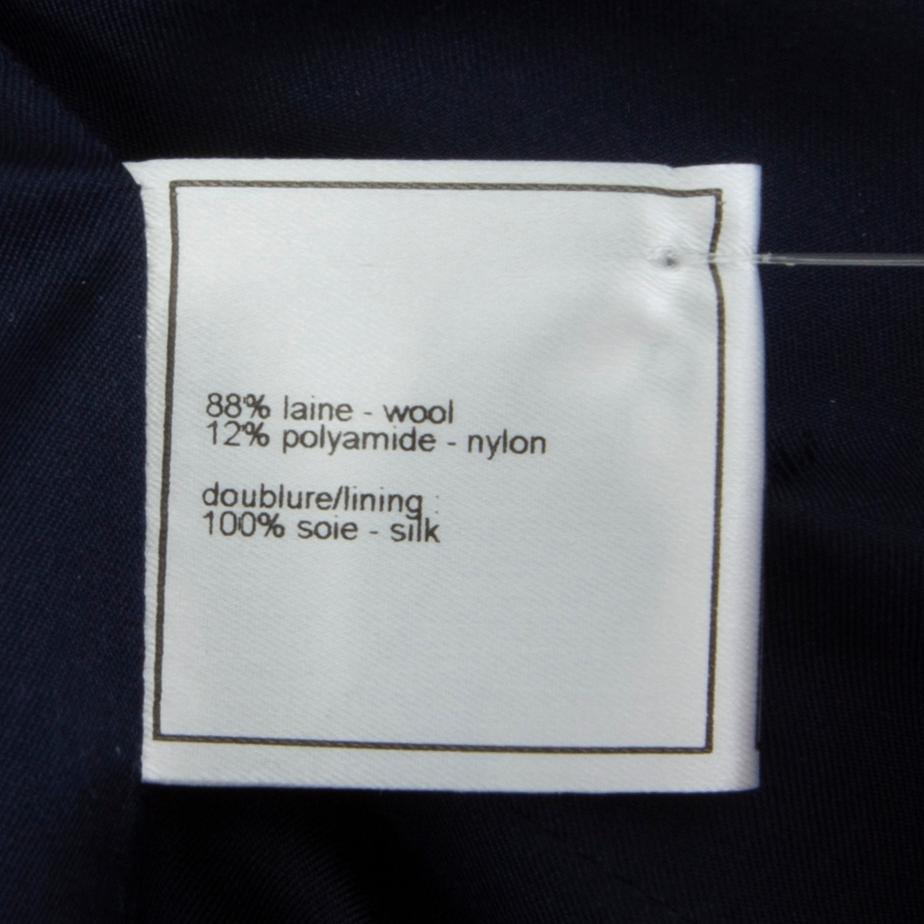 88% laine - wool
12% polyamide - nylon
doublure/lining :
100% soie - silk